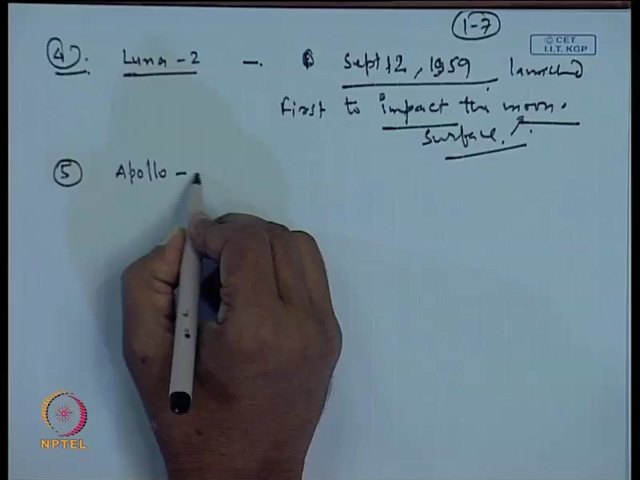 1-7
© CET
I.I.T. KGP
4). Luna-2 —. Sept 12, 1959 launched
First to impact the moon.
surface.
5 Apollo -
NPTEL